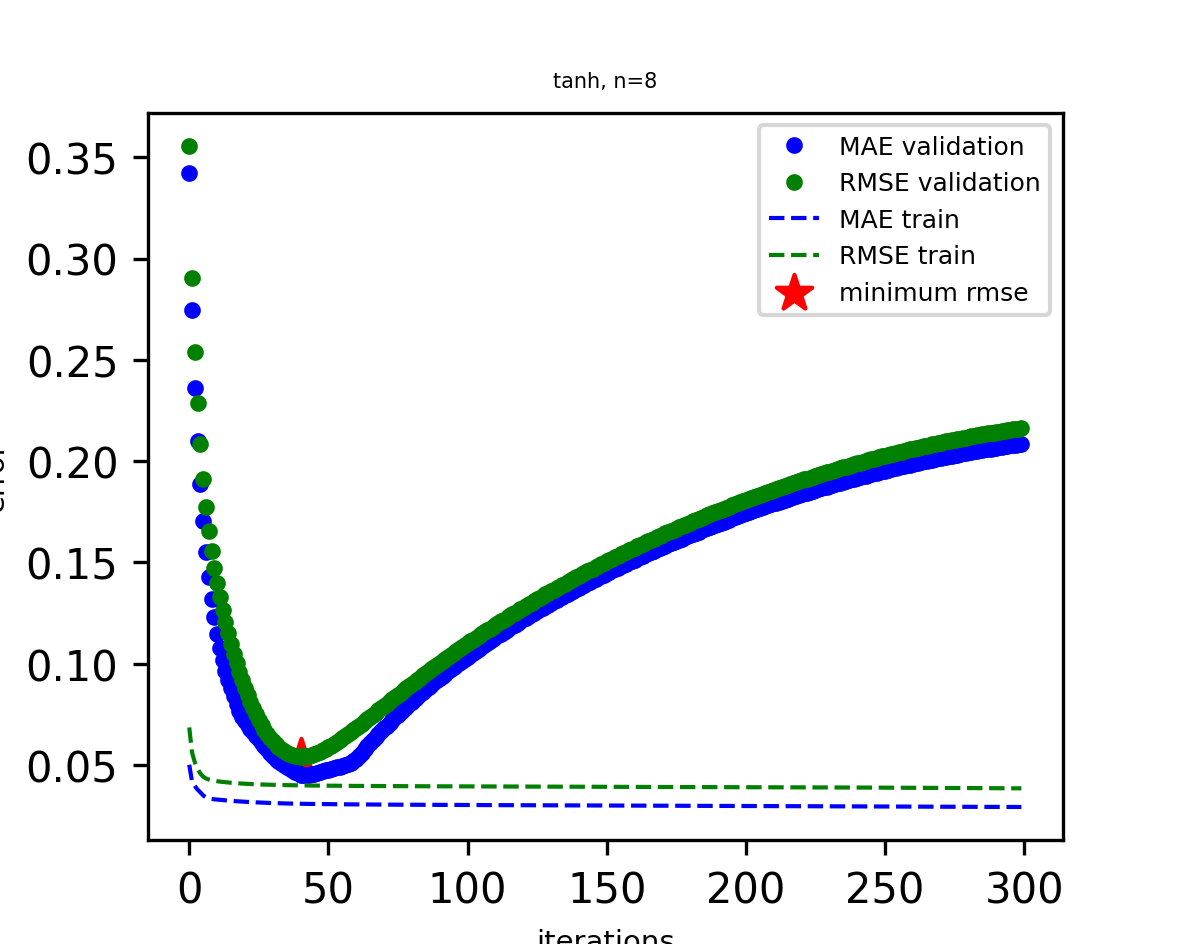 tanh, n=8
0.35
0.30
0.25
0.20
0.15
0.10
0.05
MAE validation
RMSE validation
MAE train
RMSE train
minimum rmse
0 50 100 150 200 250 300
iterations